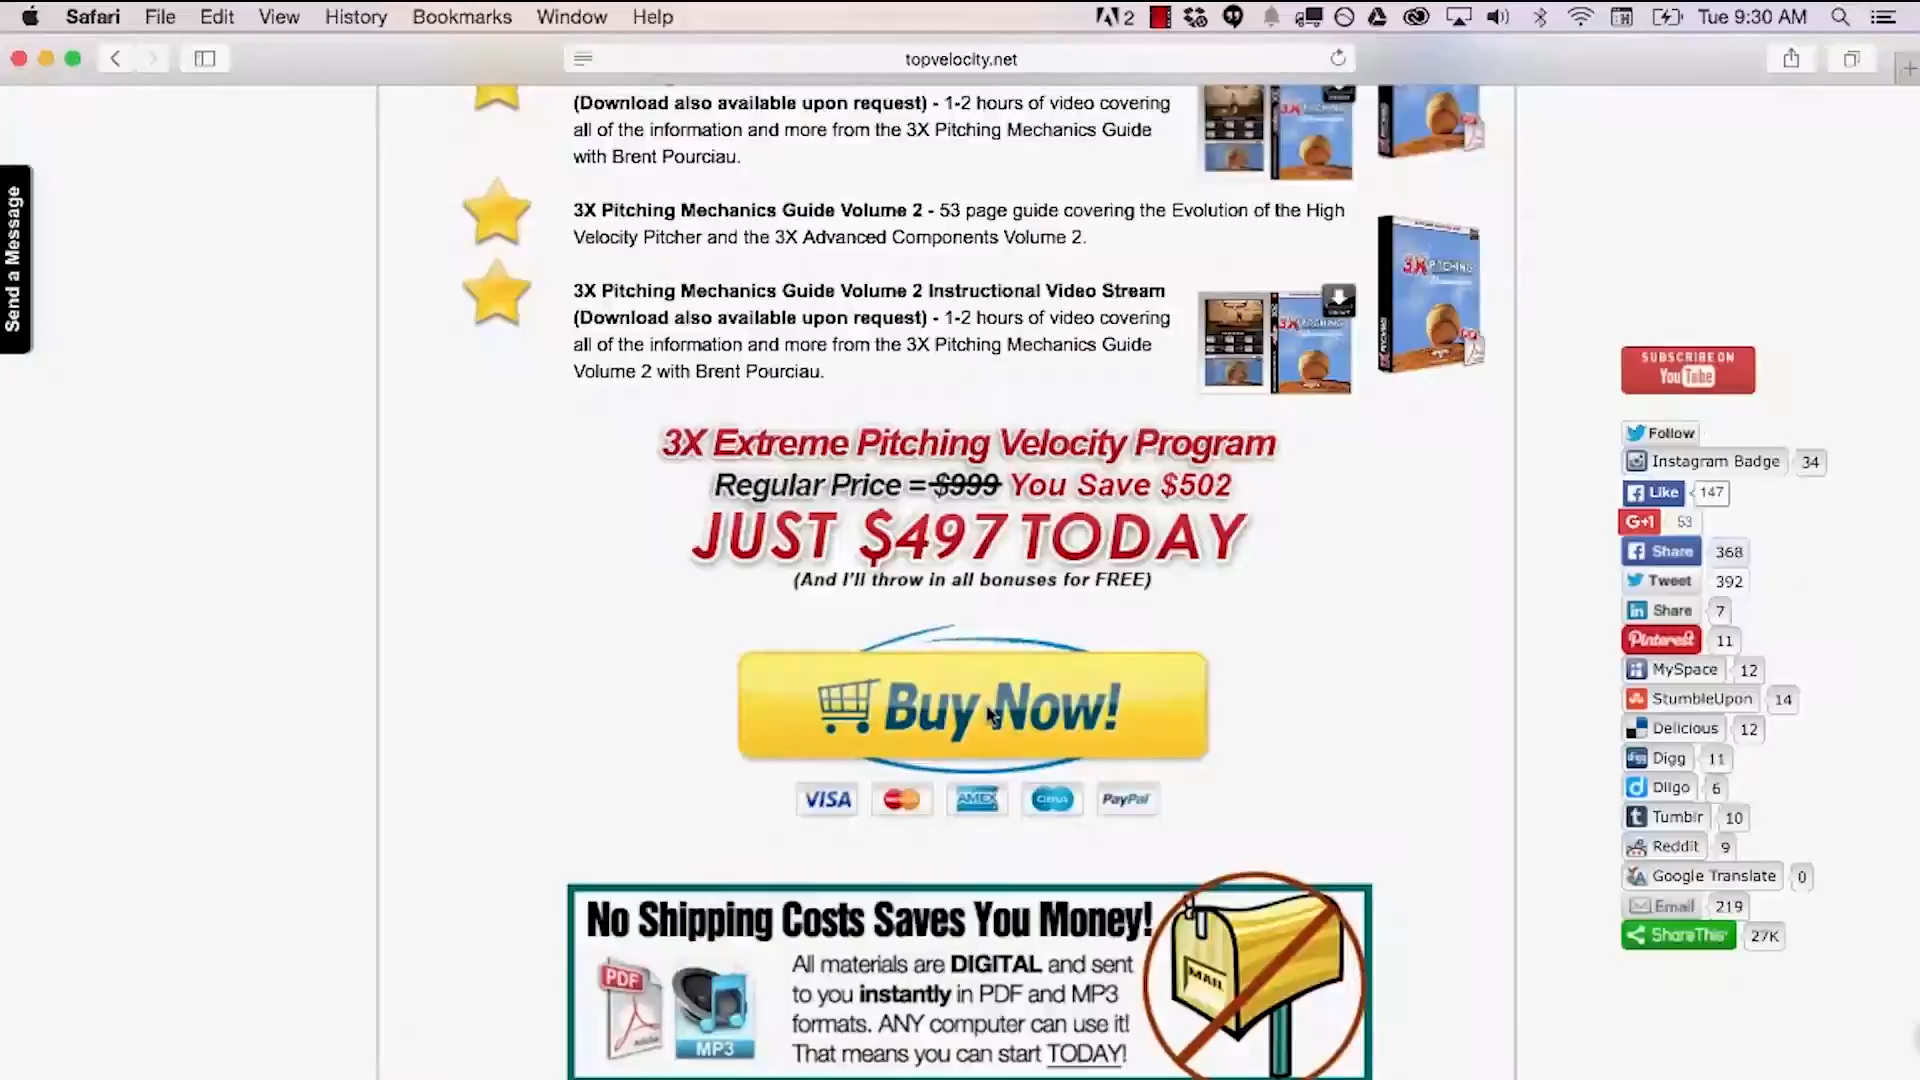 Safari File Edit View History Bookmarks Window Help
2
Tue 9:30 AM
topvelocity.net
(Download also available upon request) - 1-2 hours of video covering
all of the information and more from the 3X Pitching Mechanics Guide
with Brent Pourciau.
Send a Message
3X Pitching Mechanics Guide Volume 2 - 53 page guide covering the Evolution of the High
Velocity Pitcher and the 3X Advanced Components Volume 2.
3X Pitching Mechanics Guide Volume 2 Instructional Video Stream
(Download also available upon request) - 1-2 hours of video covering
all of the information and more from the 3X Pitching Mechanics Guide
Volume 2 with Brent Pourciau.
3X PITCHING
3X PITCHING
3X Extreme Pitching Velocity Program
Regular Price = $999 You Save $502
JUST $497 TODAY
(And I'll throw in all bonuses for FREE)
Buy Now!
VISA
AMEX
Cirrus
PayPal
No Shipping Costs Saves You Money!
All materials are DIGITAL and sent
to you instantly in PDF and MP3
formats. ANY computer can use it!
That means you can start TODAY!
PDF
Adobe
MP3
MAIL
SUBSCRIBE ON
YouTube
Follow
Instagram Badge 34
Like 147
G+1 53
Share 368
Tweet 392
Share 7
Pinterest 11
MySpace 12
StumbleUpon 14
Delicious 12
Digg 11
Diigo 6
Tumblr 10
Reddit 9
Google Translate 0
Email 219
ShareThis 27K